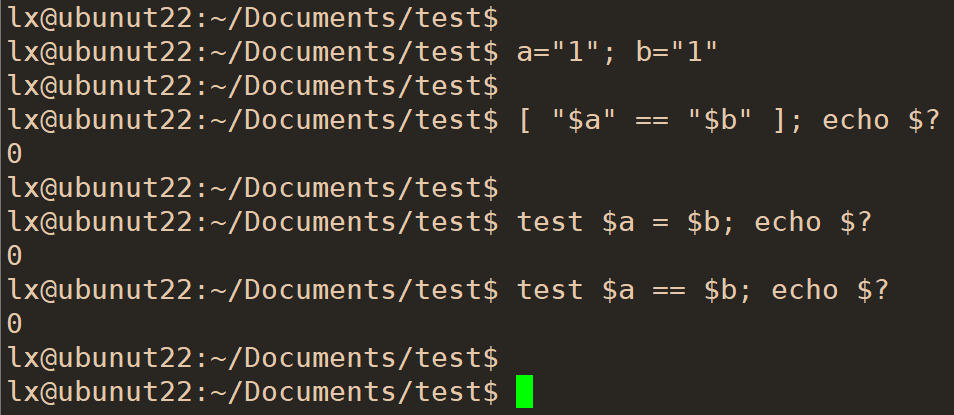 lx@ubunut22:~/Documents/test$
lx@ubunut22:~/Documents/test$ a="1"; b="1"
lx@ubunut22:~/Documents/test$
lx@ubunut22:~/Documents/test$ [ "$a" == "$b" ]; echo $?
0
lx@ubunut22:~/Documents/test$
lx@ubunut22:~/Documents/test$ test $a = $b; echo $?
0
lx@ubunut22:~/Documents/test$ test $a == $b; echo $?
0
lx@ubunut22:~/Documents/test$
lx@ubunut22:~/Documents/test$